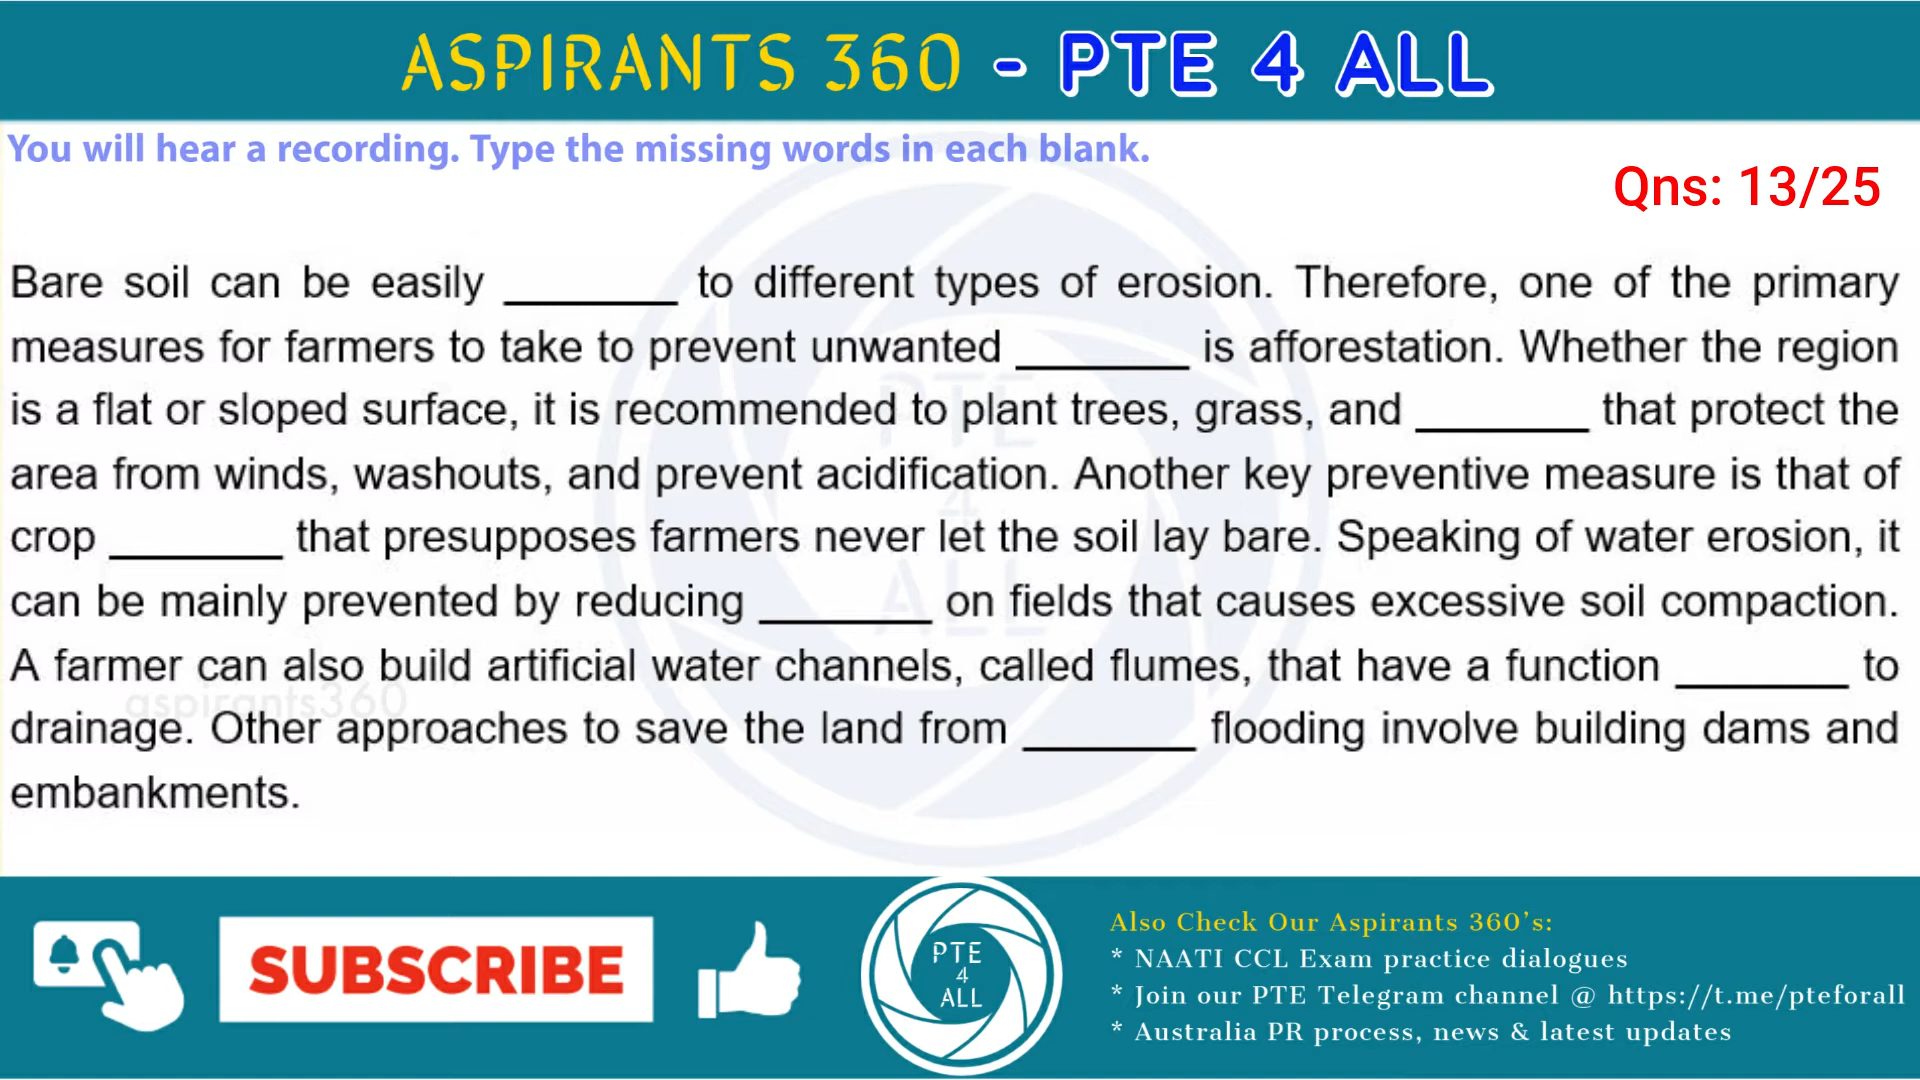 ASPIRANTS 360 - PTE 4 ALL
You will hear a recording. Type the missing words in each blank.
Qns: 13/25
Bare soil can be easily _______ to different types of erosion. Therefore, one of the primary
measures for farmers to take to prevent unwanted _______ is afforestation. Whether the region
is a flat or sloped surface, it is recommended to plant trees, grass, and _______ that protect the
area from winds, washouts, and prevent acidification. Another key preventive measure is that of
crop _______ that presupposes farmers never let the soil lay bare. Speaking of water erosion, it
can be mainly prevented by reducing _______ on fields that causes excessive soil compaction.
A farmer can also build artificial water channels, called flumes, that have a function _______ to
drainage. Other approaches to save the land from _______ flooding involve building dams and
embankments.
PTE
4
ALL
aspirants360
SUBSCRIBE
PTE
4
ALL
Also Check Our Aspirants 360's:
* NAATI CCL Exam practice dialogues
* Join our PTE Telegram channel @ https://t.me/pteforall
* Australia PR process, news & latest updates